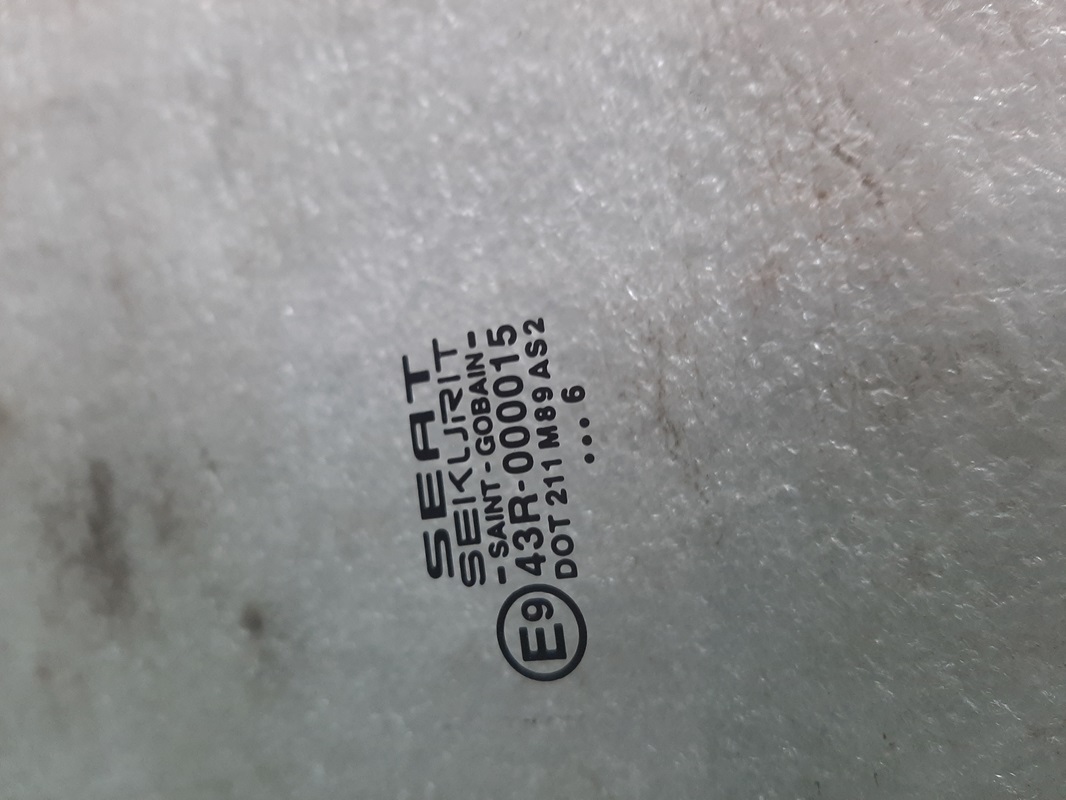 SEAT
SEKURIT
-SAINT-GOBAIN-
E9 43R-000015
DOT 211 M89 AS2
•••6